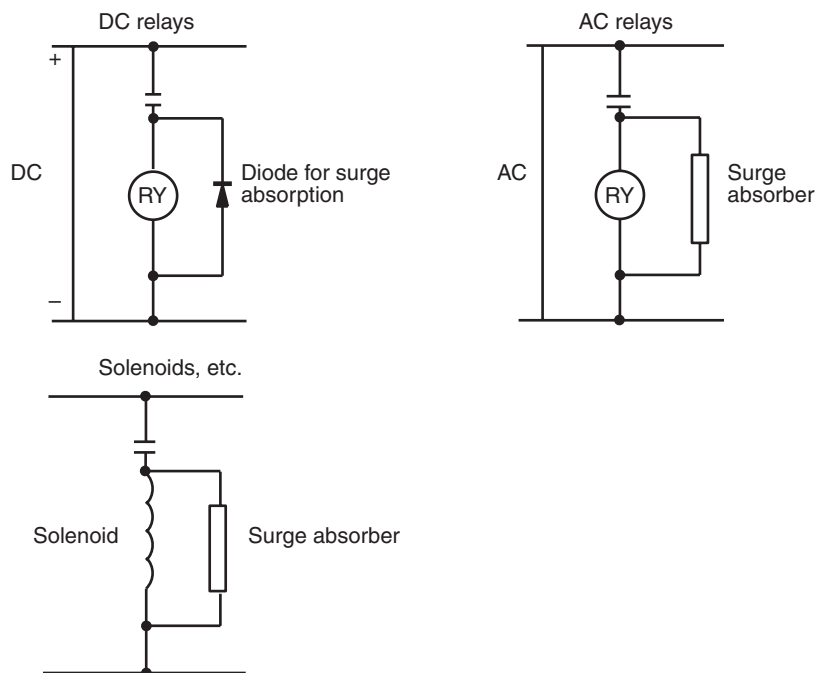 DC relays
+
DC
RY
Diode for surge
absorption
–
AC relays
AC
RY
Surge
absorber
Solenoids, etc.
Solenoid
Surge absorber